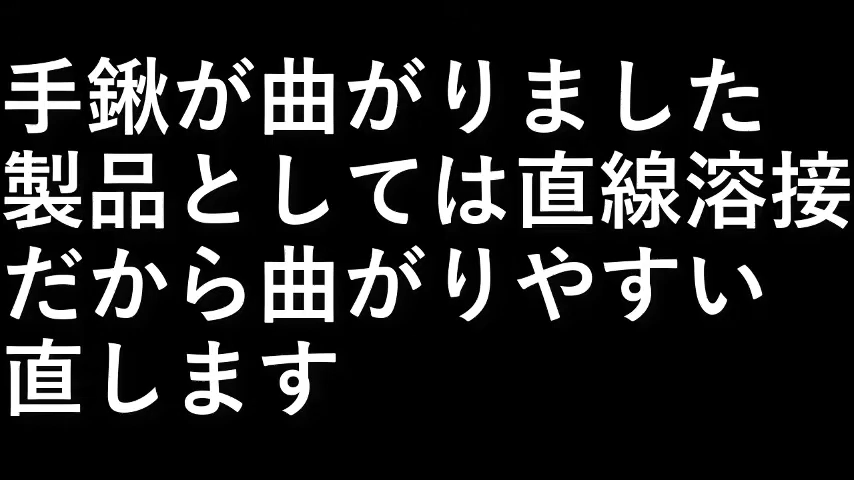 手鍬が曲がりました
製品としては直線溶接
だから曲がりやすい
直します